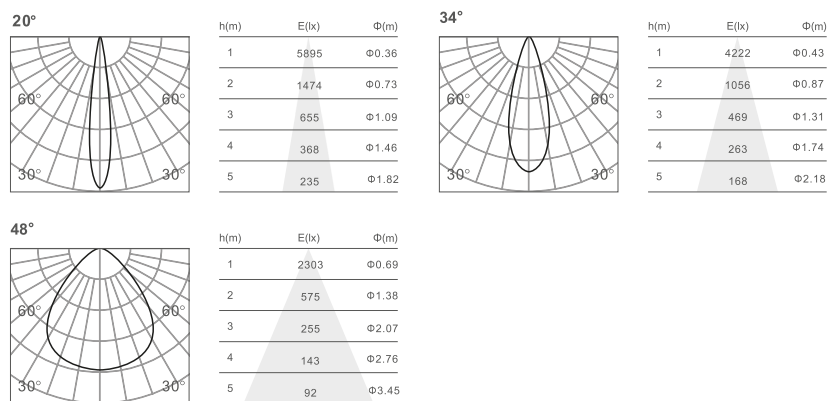 20°
h(m) E(lx) Φ(m)
1 5895 Φ0.36
2 1474 Φ0.73
3 655 Φ1.09
4 368 Φ1.46
5 235 Φ1.82
60° 60°
30° 30°
34°
h(m) E(lx) Φ(m)
1 4222 Φ0.43
2 1056 Φ0.87
3 469 Φ1.31
4 263 Φ1.74
5 168 Φ2.18
60° 60°
30° 30°
48°
h(m) E(lx) Φ(m)
1 2303 Φ0.69
2 575 Φ1.38
3 255 Φ2.07
4 143 Φ2.76
5 92 Φ3.45
60° 60°
30° 30°